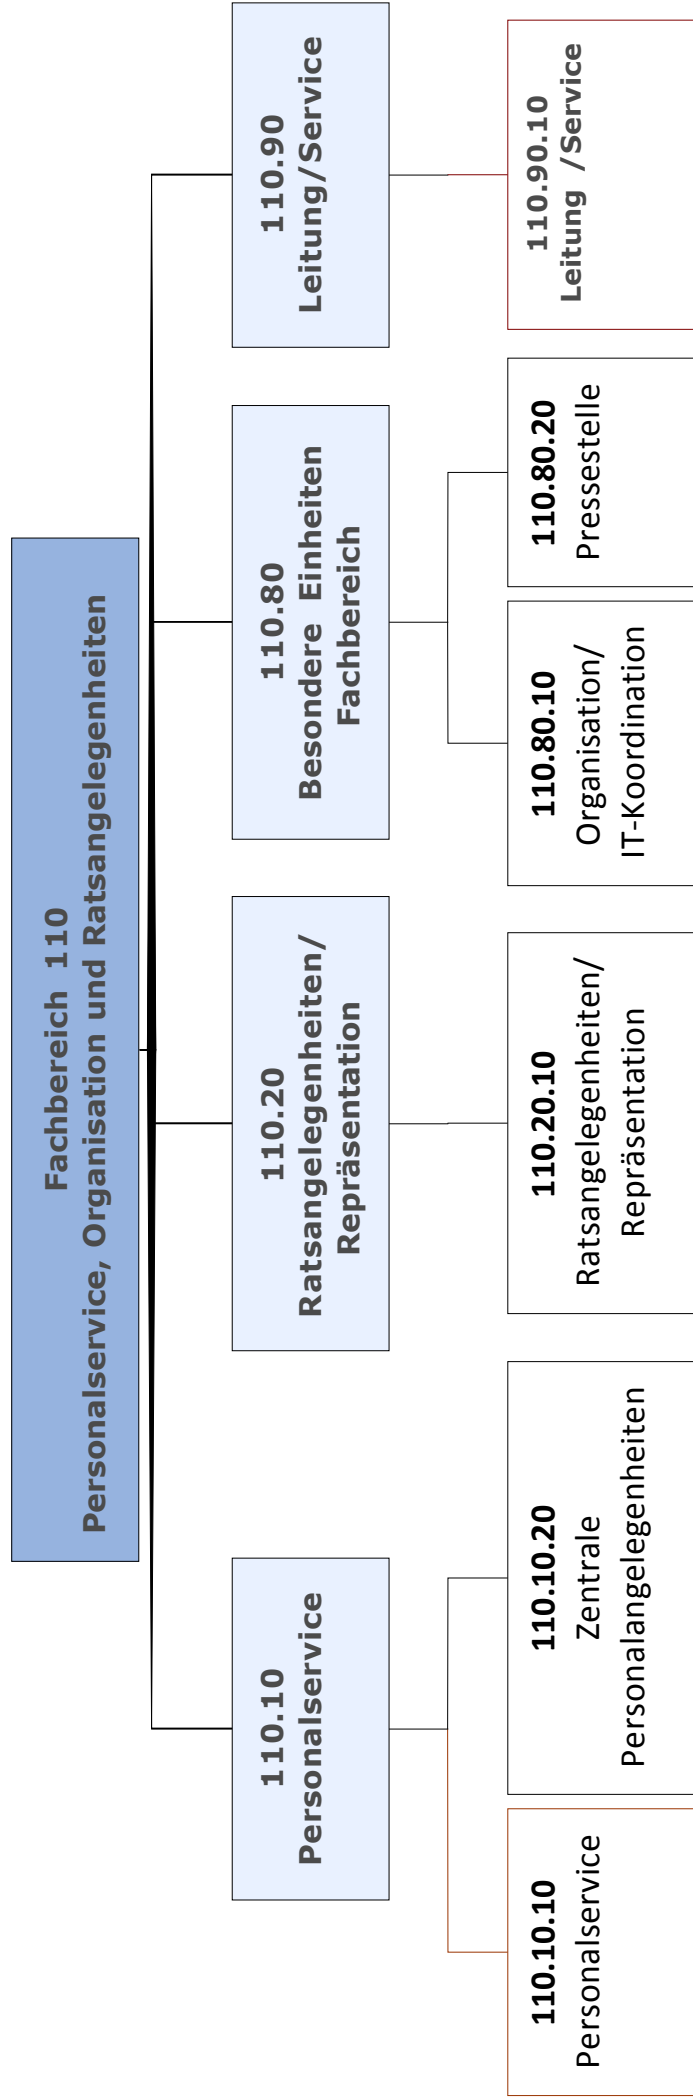 Fachbereich 110
Personalservice, Organisation und Ratsangelegenheiten
110.10
Personalservice
110.20
Ratsangelegenheiten/
Repräsentation
110.80
Besondere Einheiten
Fachbereich
110.90
Leitung/Service
110.10.10
Personalservice
110.10.20
Zentrale
Personalangelegenheiten
110.20.10
Ratsangelegenheiten/
Repräsentation
110.80.10
Organisation/
IT-Koordination
110.80.20
Pressestelle
110.90.10
Leitung /Service